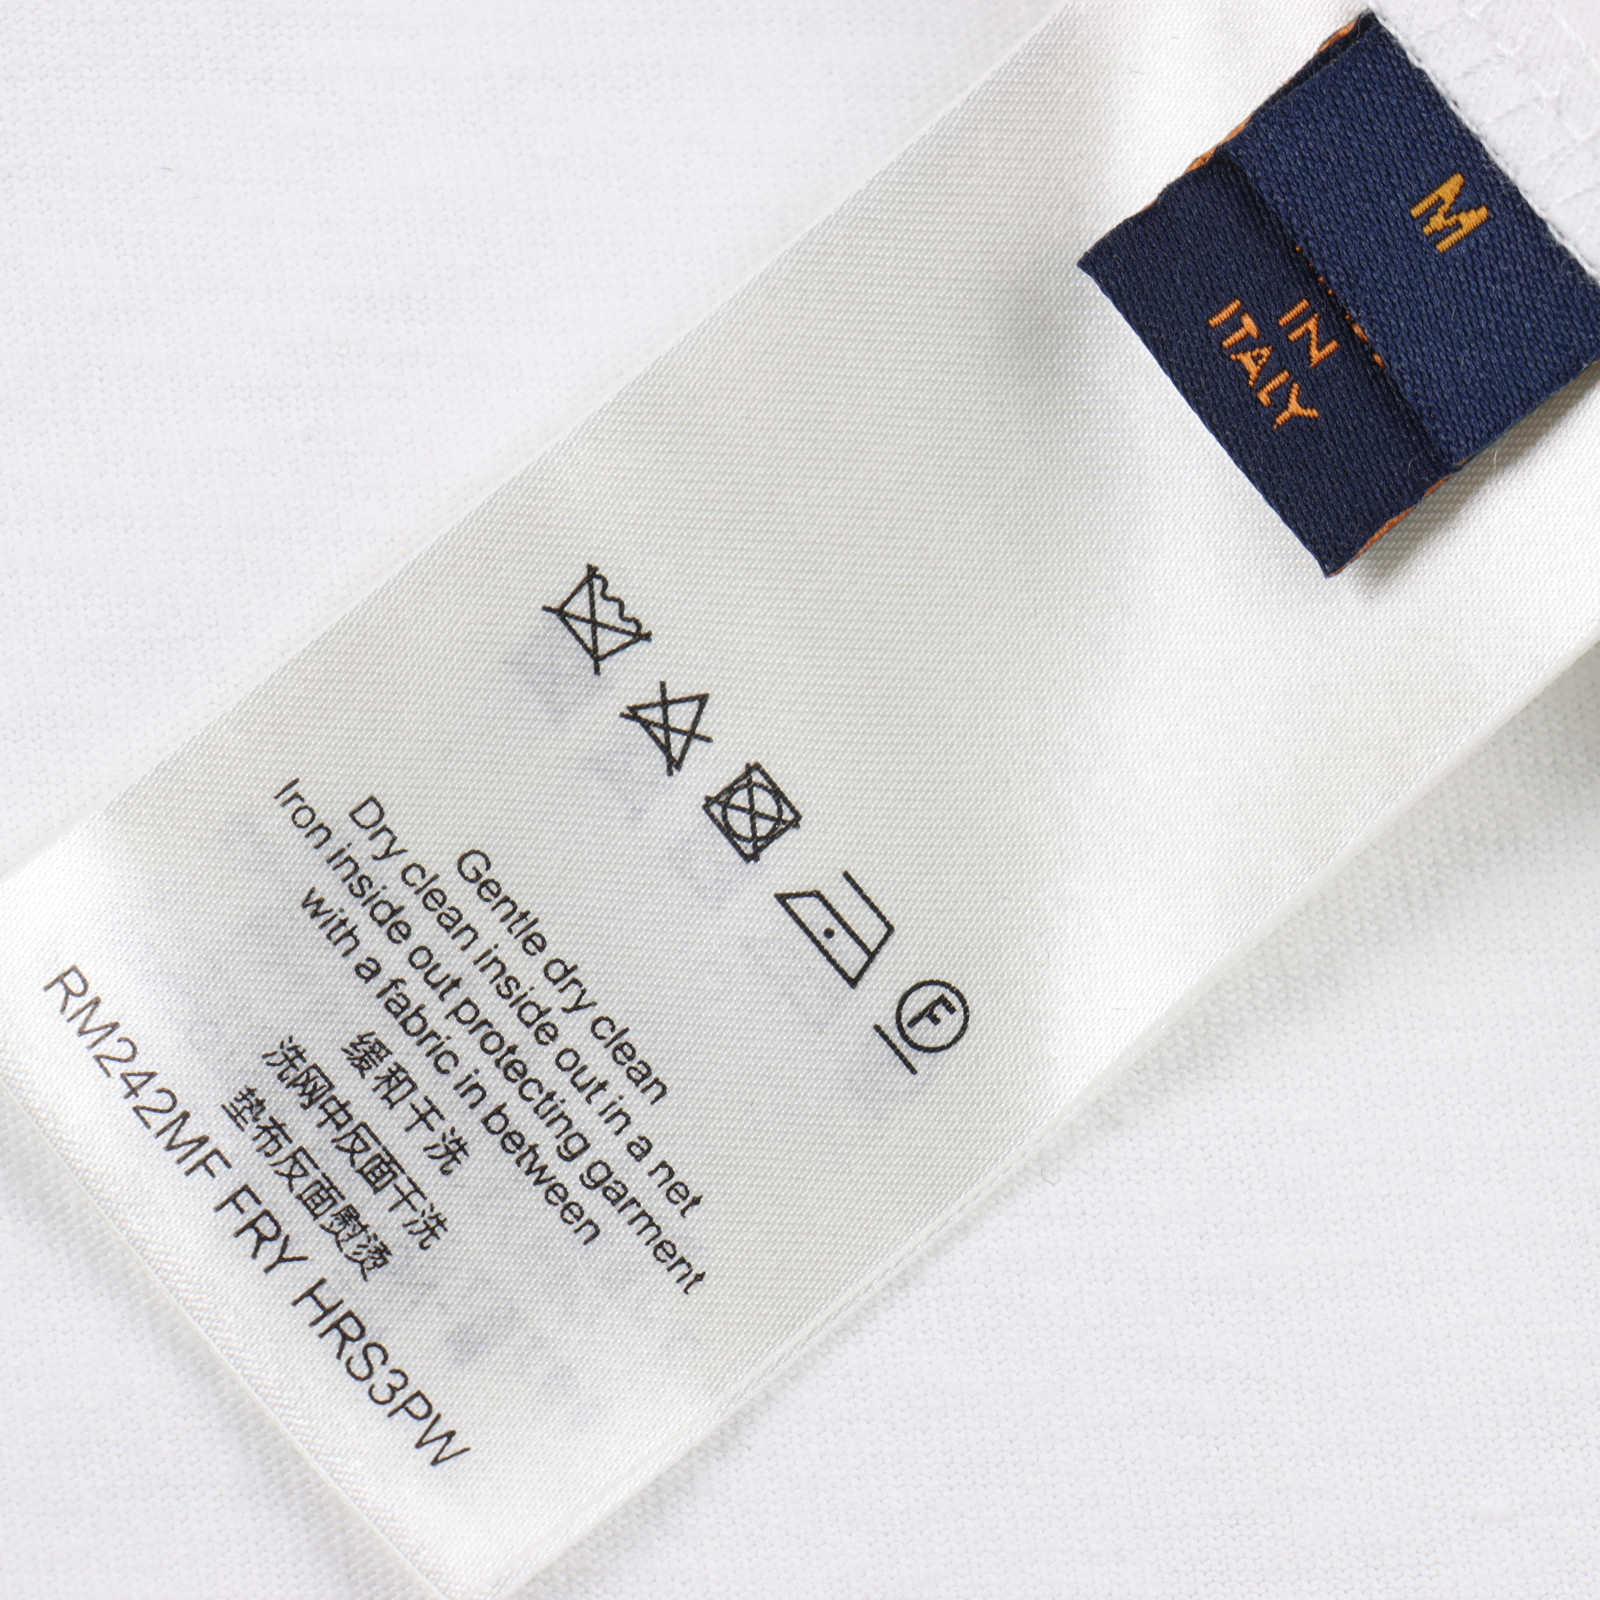 M
IN
ITALY
F
Gentle dry clean
Dry clean inside out in a net
Iron inside out protecting garment
with a fabric in between
缓和干洗
洗网中反面干洗
垫布反面熨烫
RM242MF FRY HRS3PW